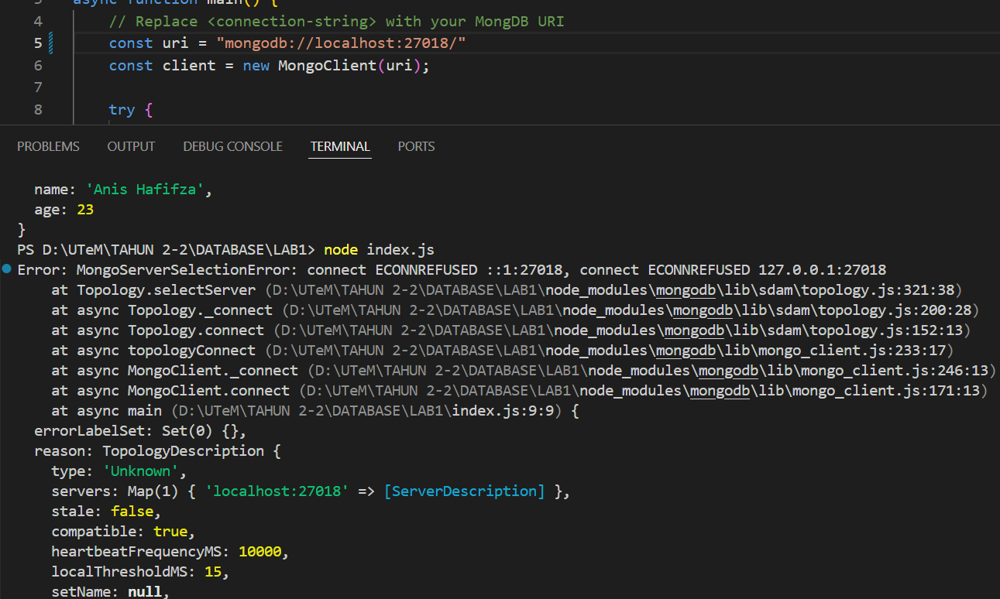 3 async function main() {
4 // Replace <connection-string> with your MongDB URI
5 const uri = "mongodb://localhost:27018/"
6 const client = new MongoClient(uri);
7
8 try {
PROBLEMS OUTPUT DEBUG CONSOLE TERMINAL PORTS
name: 'Anis Hafifza',
age: 23
}
PS D:\UTeM\TAHUN 2-2\DATABASE\LAB1> node index.js
Error: MongoServerSelectionError: connect ECONNREFUSED ::1:27018, connect ECONNREFUSED 127.0.0.1:27018
at Topology.selectServer (D:\UTeM\TAHUN 2-2\DATABASE\LAB1\node_modules\mongodb\lib\sdam\topology.js:321:38)
at async Topology._connect (D:\UTeM\TAHUN 2-2\DATABASE\LAB1\node_modules\mongodb\lib\sdam\topology.js:200:28)
at async Topology.connect (D:\UTeM\TAHUN 2-2\DATABASE\LAB1\node_modules\mongodb\lib\sdam\topology.js:152:13)
at async topologyConnect (D:\UTeM\TAHUN 2-2\DATABASE\LAB1\node_modules\mongodb\lib\mongo_client.js:233:17)
at async MongoClient._connect (D:\UTeM\TAHUN 2-2\DATABASE\LAB1\node_modules\mongodb\lib\mongo_client.js:246:13)
at async MongoClient.connect (D:\UTeM\TAHUN 2-2\DATABASE\LAB1\node_modules\mongodb\lib\mongo_client.js:171:13)
at async main (D:\UTeM\TAHUN 2-2\DATABASE\LAB1\index.js:9:9) {
errorLabelSet: Set(0) {},
reason: TopologyDescription {
type: 'Unknown',
servers: Map(1) { 'localhost:27018' => [ServerDescription] },
stale: false,
compatible: true,
heartbeatFrequencyMS: 10000,
localThresholdMS: 15,
setName: null,